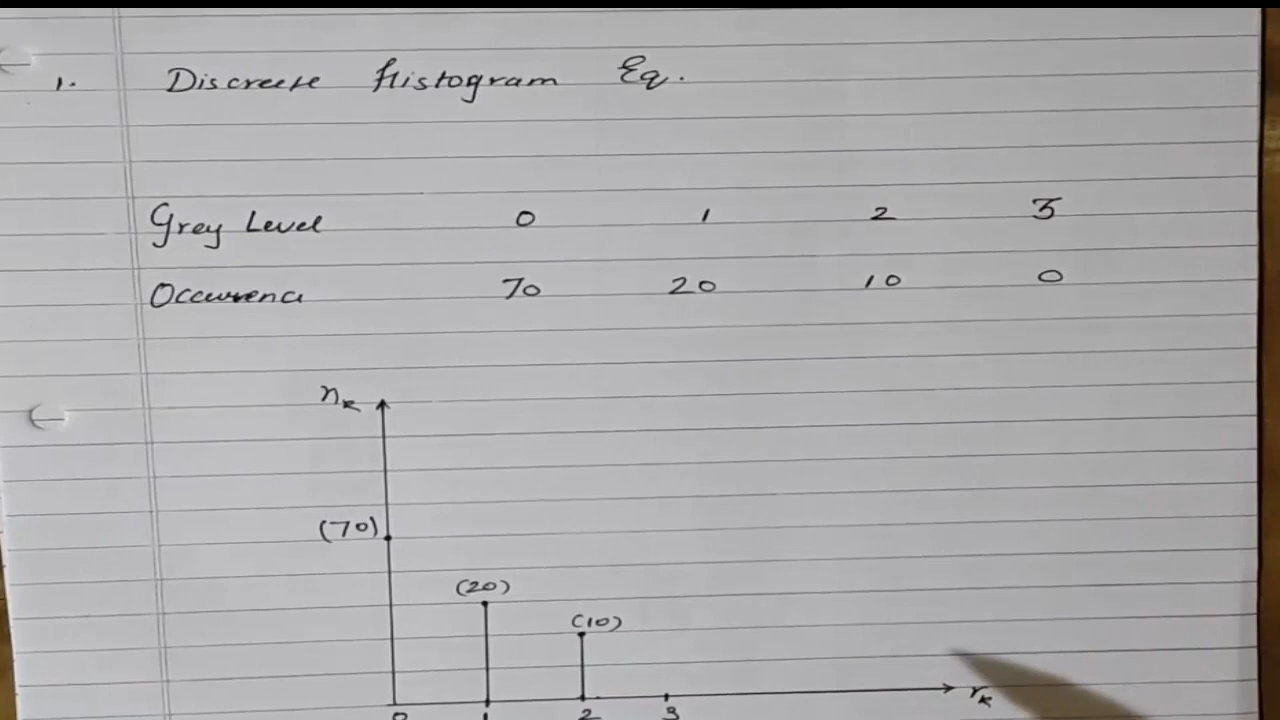 1. Discrete Histogram Eq.
Grey Level 0 1 2 3
Occurrence 70 20 10 0
nk
(70)
(20)
(10)
0 1 2 3 rk